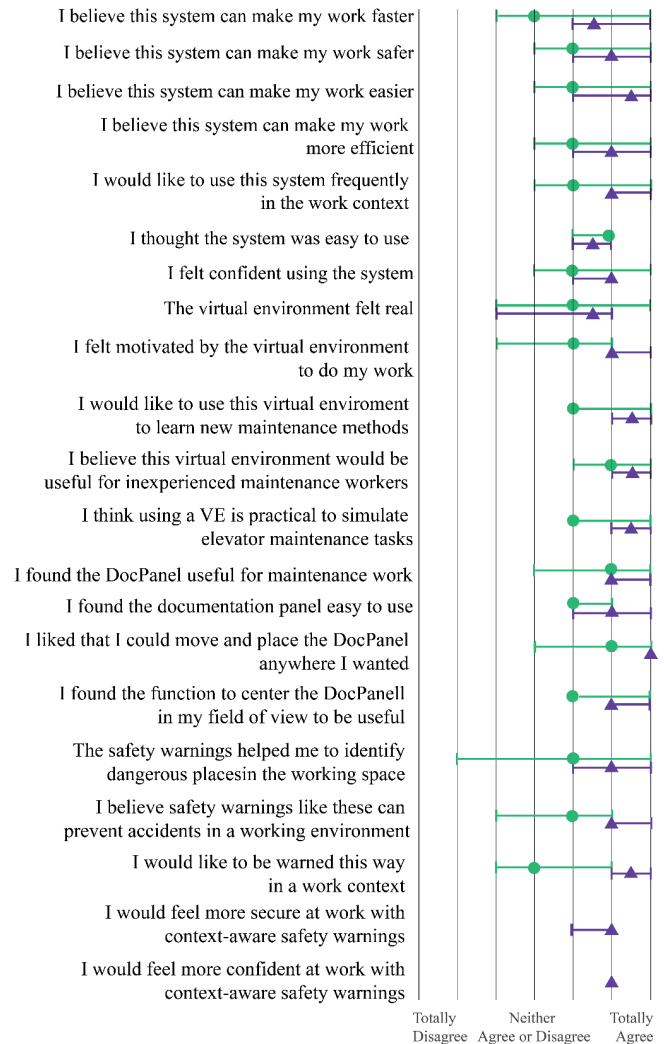 I believe this system can make my work faster
I believe this system can make my work safer
I believe this system can make my work easier
I believe this system can make my work
more efficient
I would like to use this system frequently
in the work context
I thought the system was easy to use
I felt confident using the system
The virtual environment felt real
I felt motivated by the virtual environment
to do my work
I would like to use this virtual enviroment
to learn new maintenance methods
I believe this virtual environment would be
useful for inexperienced maintenance workers
I think using a VE is practical to simulate
elevator maintenance tasks
I found the DocPanel useful for maintenance work
I found the documentation panel easy to use
I liked that I could move and place the DocPanel
anywhere I wanted
I found the function to center the DocPanell
in my field of view to be useful
The safety warnings helped me to identify
dangerous placesin the working space
I believe safety warnings like these can
prevent accidents in a working environment
I would like to be warned this way
in a work context
I would feel more secure at work with
context-aware safety warnings
I would feel more confident at work with
context-aware safety warnings
Totally
Disagree
Neither
Agree or Disagree
Totally
Agree